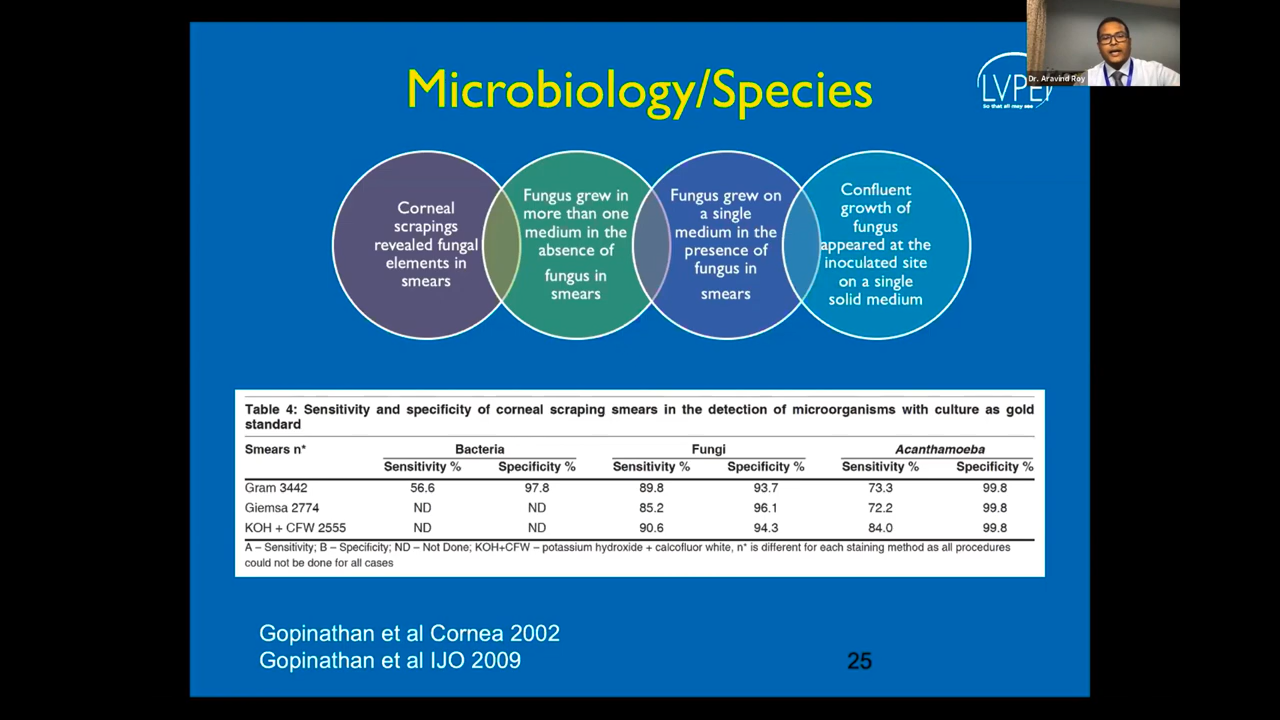 Microbiology/Species
LVPEI
So that all may see
Dr. Aravind Roy
Corneal
scrapings
revealed fungal
elements in
smears
Fungus grew in
more than one
medium in the
absence of
fungus in
smears
Fungus grew on
a single
medium in the
presence of
fungus in
smears
Confluent
growth of
fungus
appeared at the
inoculated site
on a single
solid medium
Table 4: Sensitivity and specificity of corneal scraping smears in the detection of microorganisms with culture as gold
standard
Smears n* Bacteria Fungi Acanthamoeba
Sensitivity % Specificity % Sensitivity % Specificity % Sensitivity % Specificity %
Gram 3442 56.6 97.8 89.8 93.7 73.3 99.8
Giemsa 2774 ND ND 85.2 96.1 72.2 99.8
KOH + CFW 2555 ND ND 90.6 94.3 84.0 99.8
A – Sensitivity; B – Specificity; ND – Not Done; KOH+CFW – potassium hydroxide + calcofluor white, n* is different for each staining method as all procedures
could not be done for all cases
Gopinathan et al Cornea 2002
Gopinathan et al IJO 2009
25